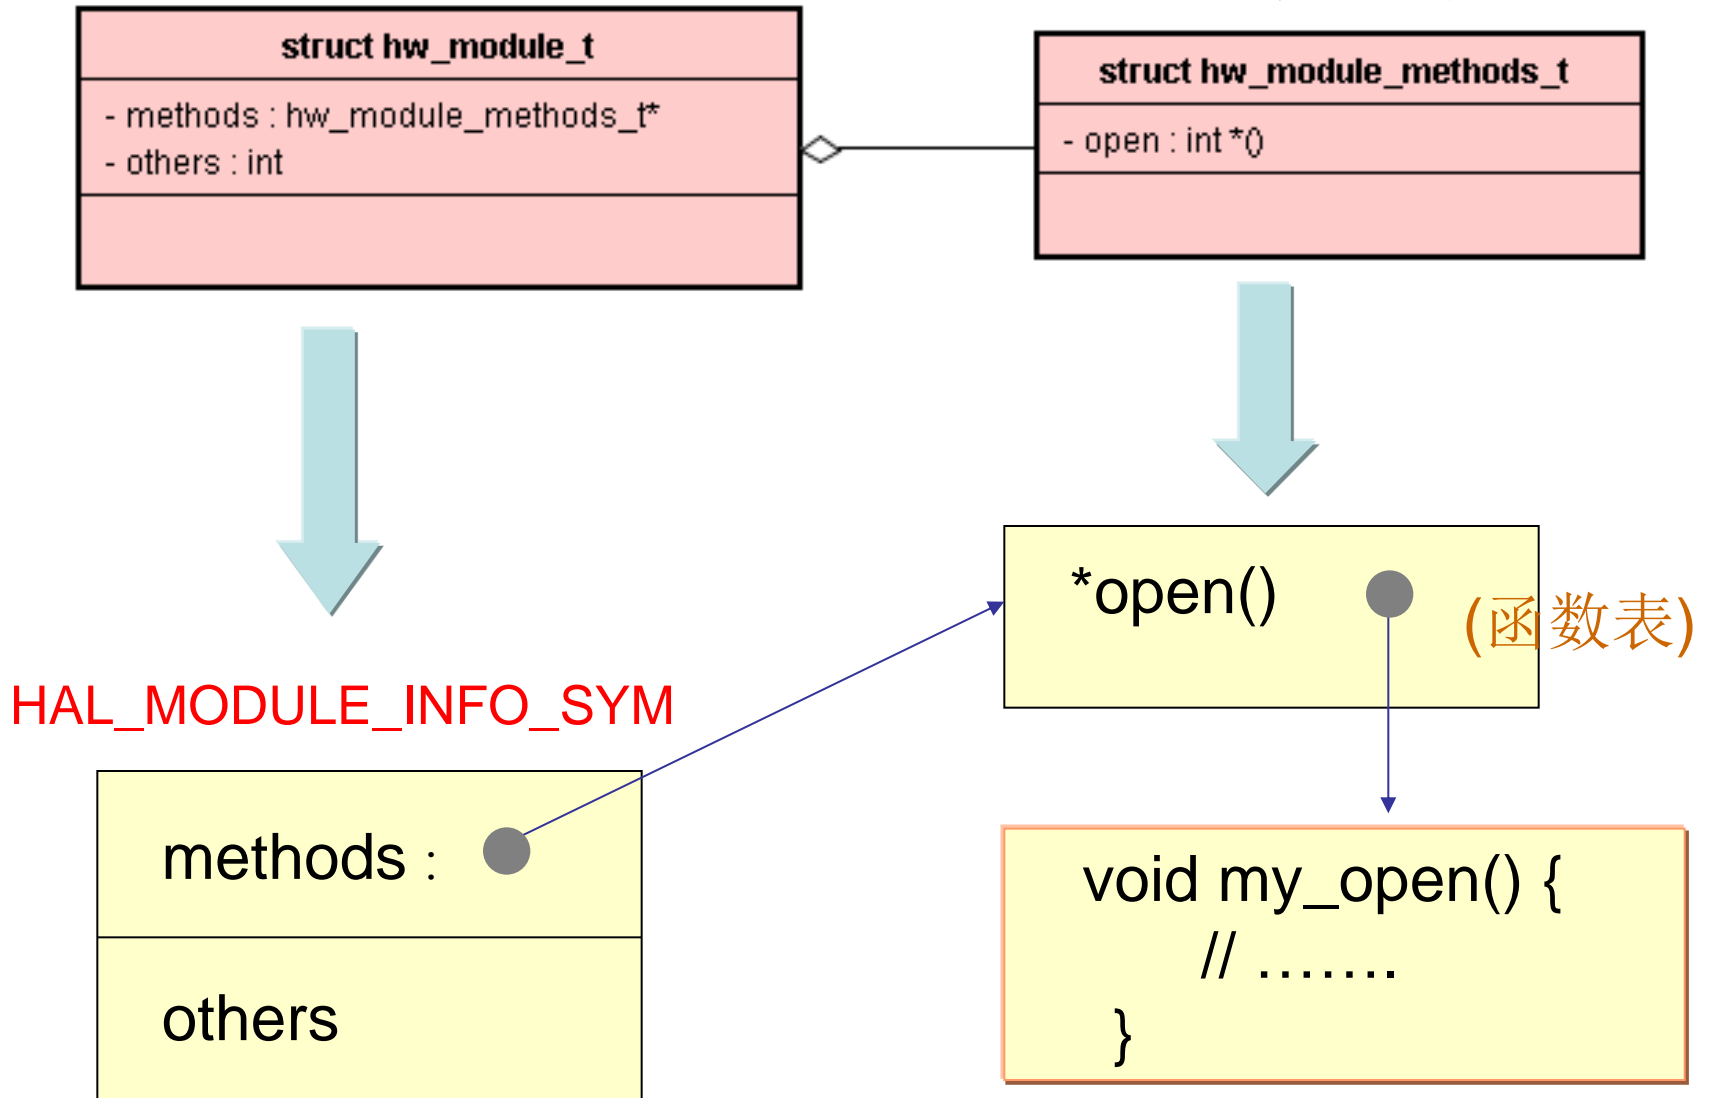 struct hw_module_t
- methods : hw_module_methods_t*
- others : int
struct hw_module_methods_t
- open : int *()
*open()
(函数表)
HAL_MODULE_INFO_SYM
methods :
others
void my_open() {
// …….
}